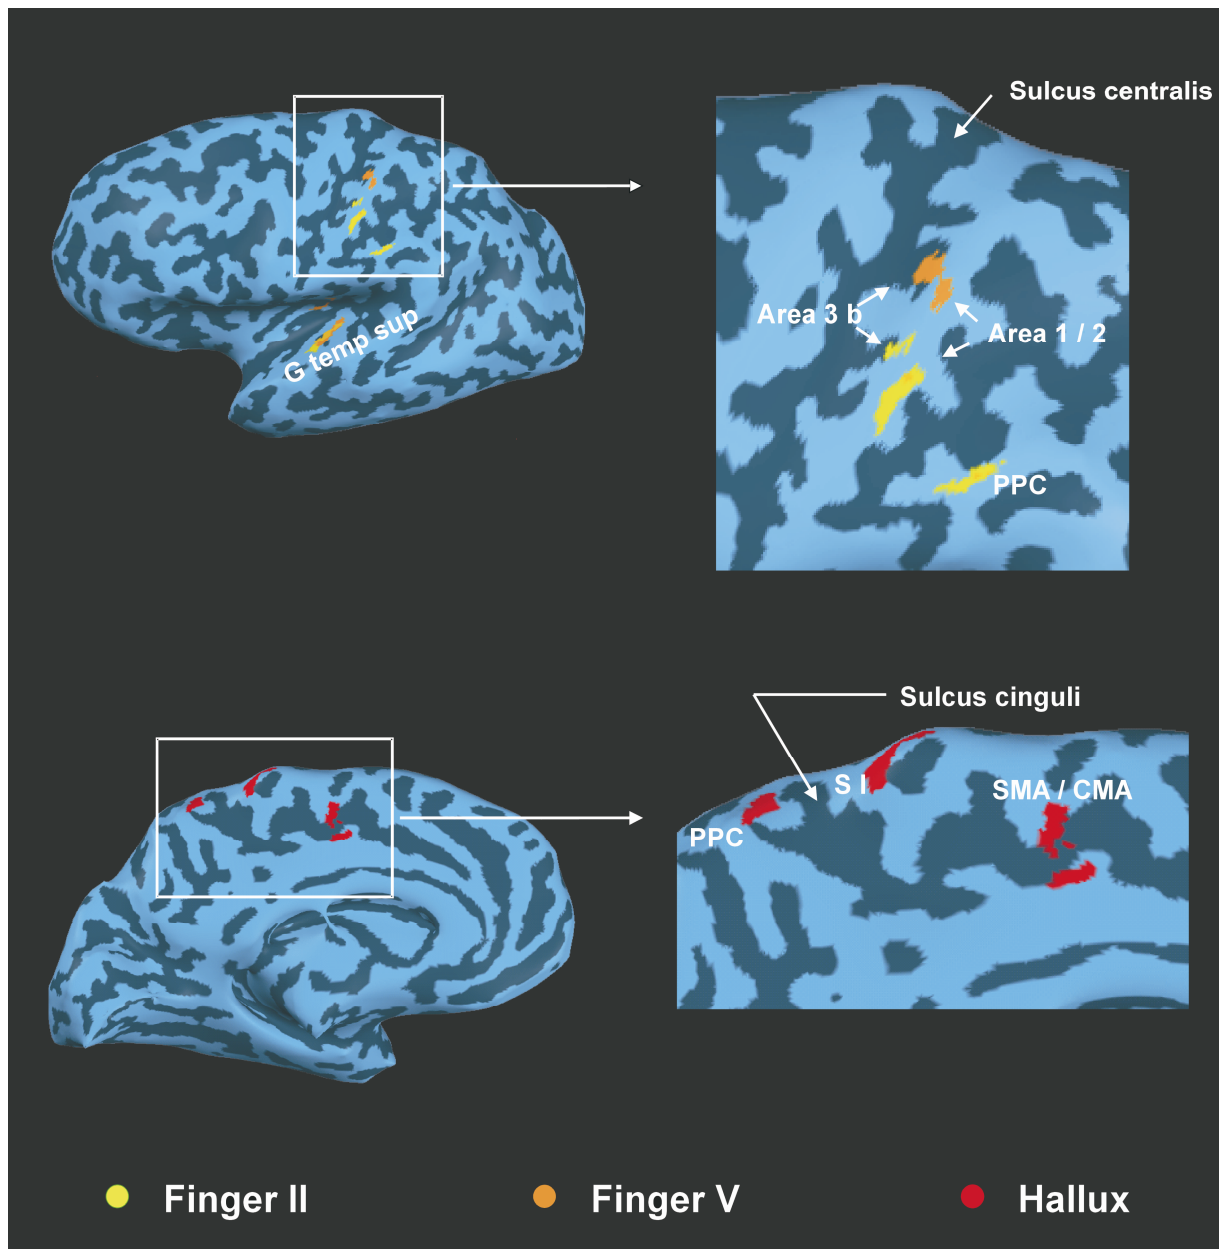 Sulcus centralis
Area 3 b
Area 1 / 2
G temp sup
PPC
Sulcus cinguli
S I
SMA / CMA
PPC
Finger II
Finger V
Hallux